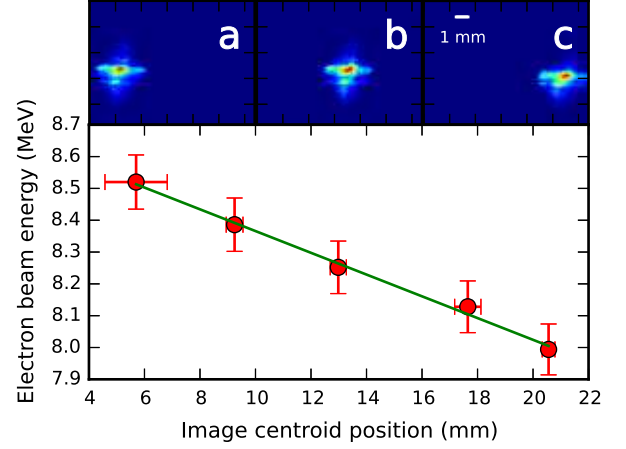 a b c
1 mm
8.7
8.6
8.5
8.4
8.3
8.2
8.1
8.0
7.9
Electron beam energy (MeV)
4 6 8 10 12 14 16 18 20 22
Image centroid position (mm)